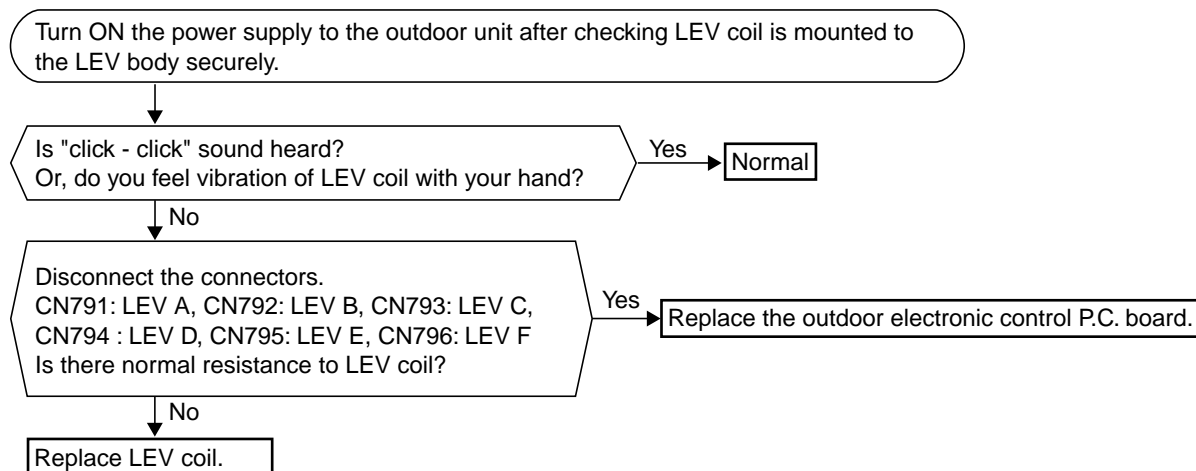 Turn ON the power supply to the outdoor unit after checking LEV coil is mounted to
the LEV body securely.
Is "click - click" sound heard?
Or, do you feel vibration of LEV coil with your hand?
Yes
Normal
No
Disconnect the connectors.
CN791: LEV A, CN792: LEV B, CN793: LEV C,
CN794 : LEV D, CN795: LEV E, CN796: LEV F
Is there normal resistance to LEV coil?
Yes
Replace the outdoor electronic control P.C. board.
No
Replace LEV coil.